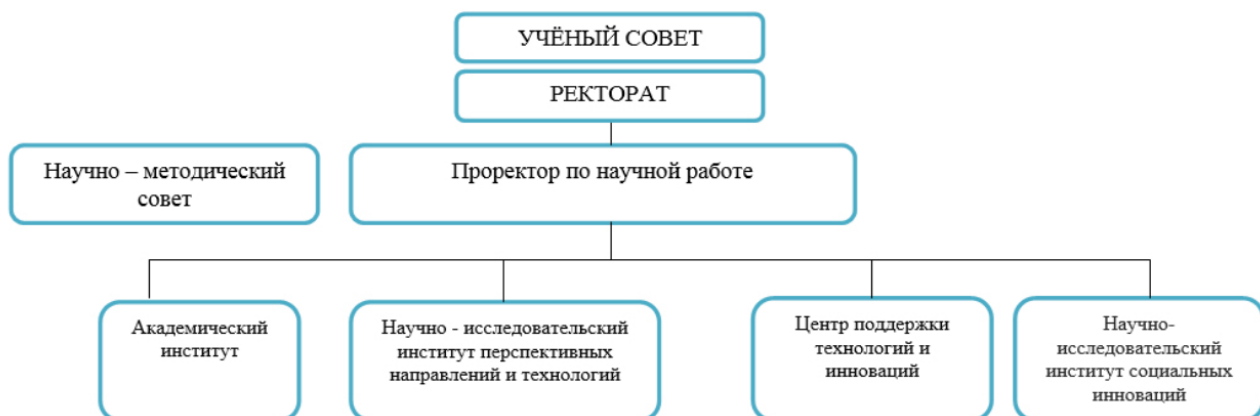 УЧЁНЫЙ СОВЕТ
РЕКТОРАТ
Научно – методический
совет
Проректор по научной работе
Академический
институт
Научно - исследовательский
институт перспективных
направлений и технологий
Центр поддержки
технологий и
инноваций
Научно-
исследовательский
институт социальных
инноваций